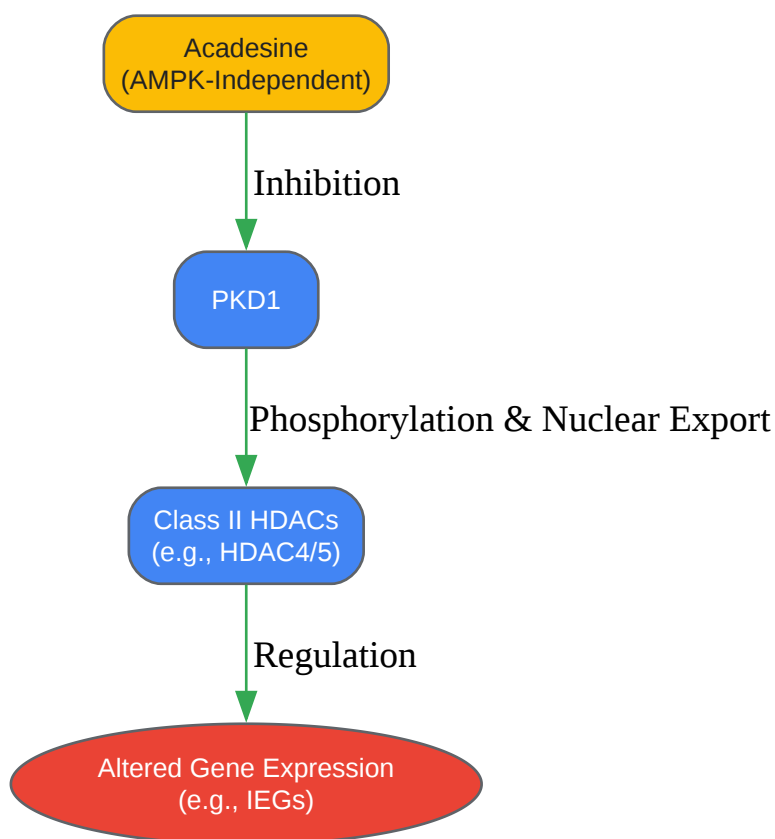 Acadesine
(AMPK-Independent)
Inhibition
PKD1
Phosphorylation & Nuclear Export
Class II HDACs
(e.g., HDAC4/5)
Regulation
Altered Gene Expression
(e.g., IEGs)